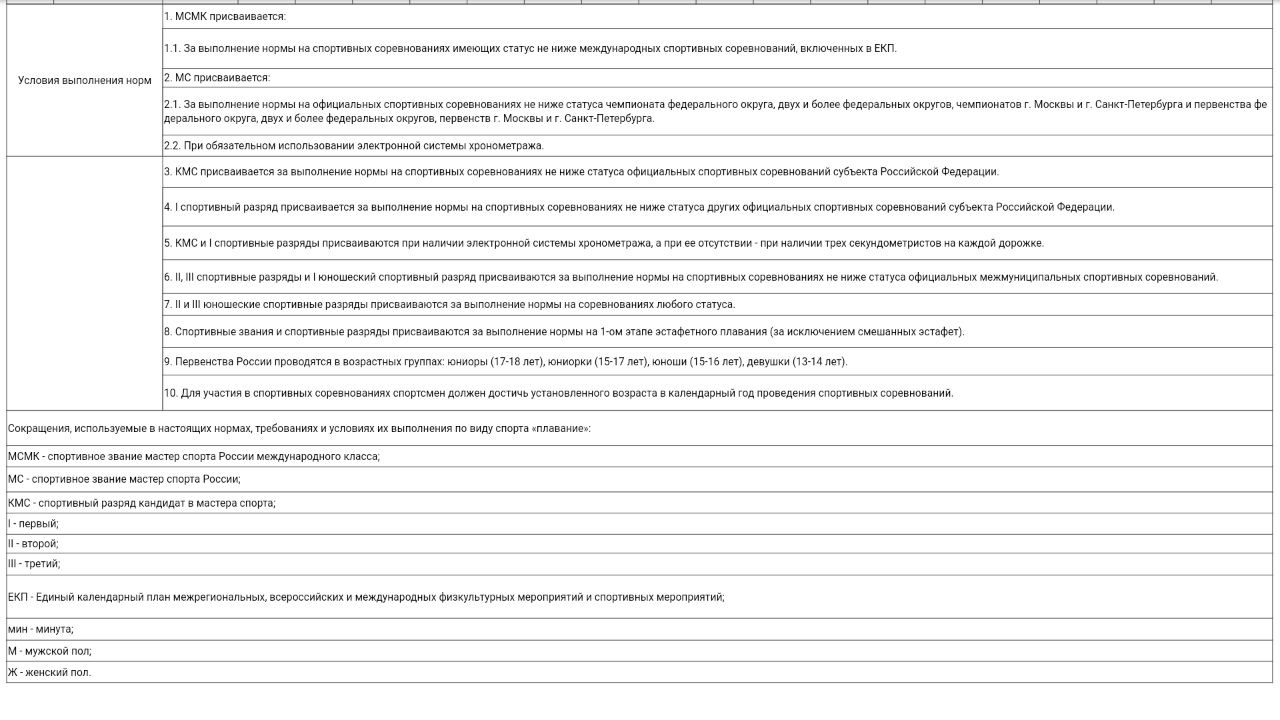 1. МСМК присваивается:
1.1. За выполнение нормы на спортивных соревнованиях имеющих статус не ниже международных спортивных соревнований, включенных в ЕКП.
Условия выполнения норм
2. МС присваивается:
2.1. За выполнение нормы на официальных спортивных соревнованиях не ниже статуса чемпионата федерального округа, двух и более федеральных округов, чемпионатов г. Москвы и г. Санкт-Петербурга и первенства фе
дерального округа, двух и более федеральных округов, первенств г. Москвы и г. Санкт-Петербурга.
2.2. При обязательном использовании электронной системы хронометража.
3. КМС присваивается за выполнение нормы на спортивных соревнованиях не ниже статуса официальных спортивных соревнований субъекта Российской Федерации.
4. I спортивный разряд присваивается за выполнение нормы на спортивных соревнованиях не ниже статуса других официальных спортивных соревнований субъекта Российской Федерации.
5. КМС и I спортивные разряды присваиваются при наличии электронной системы хронометража, а при ее отсутствии - при наличии трех секундометристов на каждой дорожке.
6. II, III спортивные разряды и I юношеский спортивный разряд присваиваются за выполнение нормы на спортивных соревнованиях не ниже статуса официальных межмуниципальных спортивных соревнований.
7. II и III юношеские спортивные разряды присваиваются за выполнение нормы на соревнованиях любого статуса.
8. Спортивные звания и спортивные разряды присваиваются за выполнение нормы на 1-ом этапе эстафетного плавания (за исключением смешанных эстафет).
9. Первенства России проводятся в возрастных группах: юниоры (17-18 лет), юниорки (15-17 лет), юноши (15-16 лет), девушки (13-14 лет).
10. Для участия в спортивных соревнованиях спортсмен должен достичь установленного возраста в календарный год проведения спортивных соревнований.
Сокращения, используемые в настоящих нормах, требованиях и условиях их выполнения по виду спорта «плавание»:
МСМК - спортивное звание мастер спорта России международного класса;
МС - спортивное звание мастер спорта России;
КМС - спортивный разряд кандидат в мастера спорта;
I - первый;
II - второй;
III - третий;
ЕКП - Единый календарный план межрегиональных, всероссийских и международных физкультурных мероприятий и спортивных мероприятий;
мин - минута;
М - мужской пол;
Ж - женский пол.